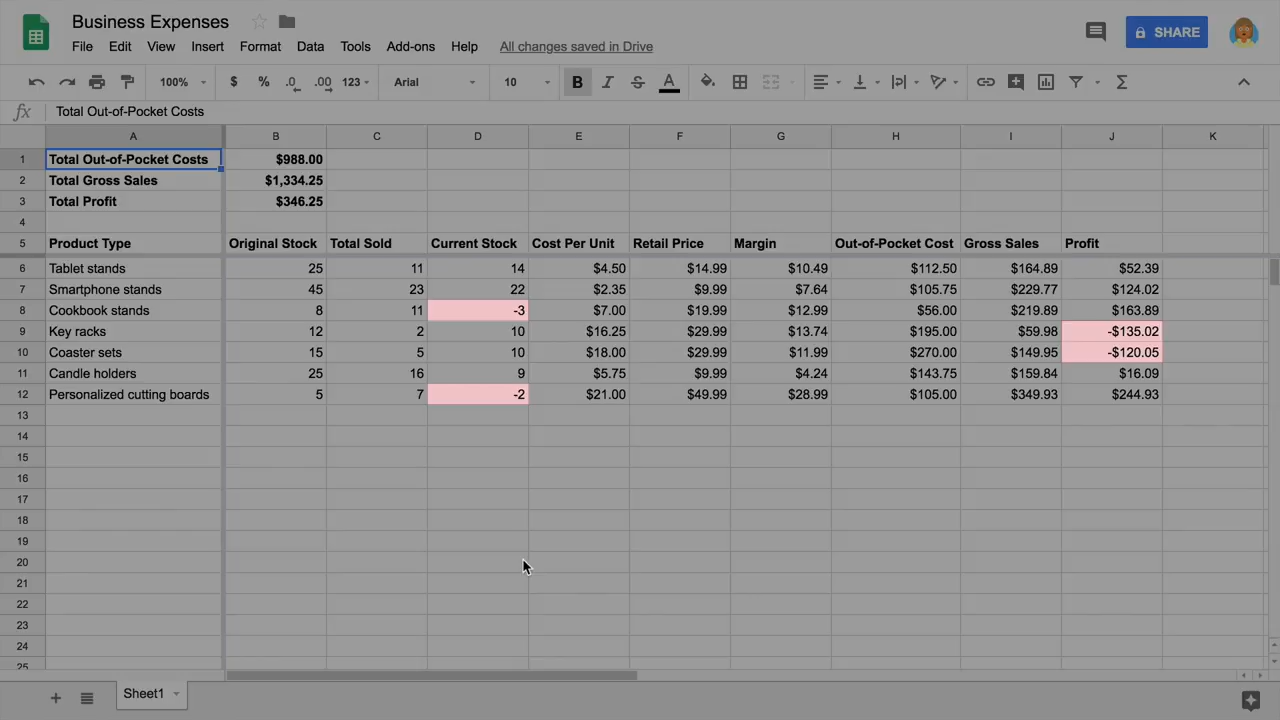 Business Expenses
File Edit View Insert Format Data Tools Add-ons Help All changes saved in Drive
SHARE
100% $ % .0 .00 123 Arial 10 B I S A Σ
fx Total Out-of-Pocket Costs
A B C D E F G H I J K
1 Total Out-of-Pocket Costs $988.00
2 Total Gross Sales $1,334.25
3 Total Profit $346.25
4
5 Product Type Original Stock Total Sold Current Stock Cost Per Unit Retail Price Margin Out-of-Pocket Cost Gross Sales Profit
6 Tablet stands 25 11 14 $4.50 $14.99 $10.49 $112.50 $164.89 $52.39
7 Smartphone stands 45 23 22 $2.35 $9.99 $7.64 $105.75 $229.77 $124.02
8 Cookbook stands 8 11 -3 $7.00 $19.99 $12.99 $56.00 $219.89 $163.89
9 Key racks 12 2 10 $16.25 $29.99 $13.74 $195.00 $59.98 -$135.02
10 Coaster sets 15 5 10 $18.00 $29.99 $11.99 $270.00 $149.95 -$120.05
11 Candle holders 25 16 9 $5.75 $9.99 $4.24 $143.75 $159.84 $16.09
12 Personalized cutting boards 5 7 -2 $21.00 $49.99 $28.99 $105.00 $349.93 $244.93
13
14
15
16
17
18
19
20
21
22
23
24
25
Sheet1